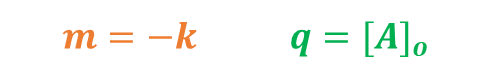 m = −k q = [A]ₒ